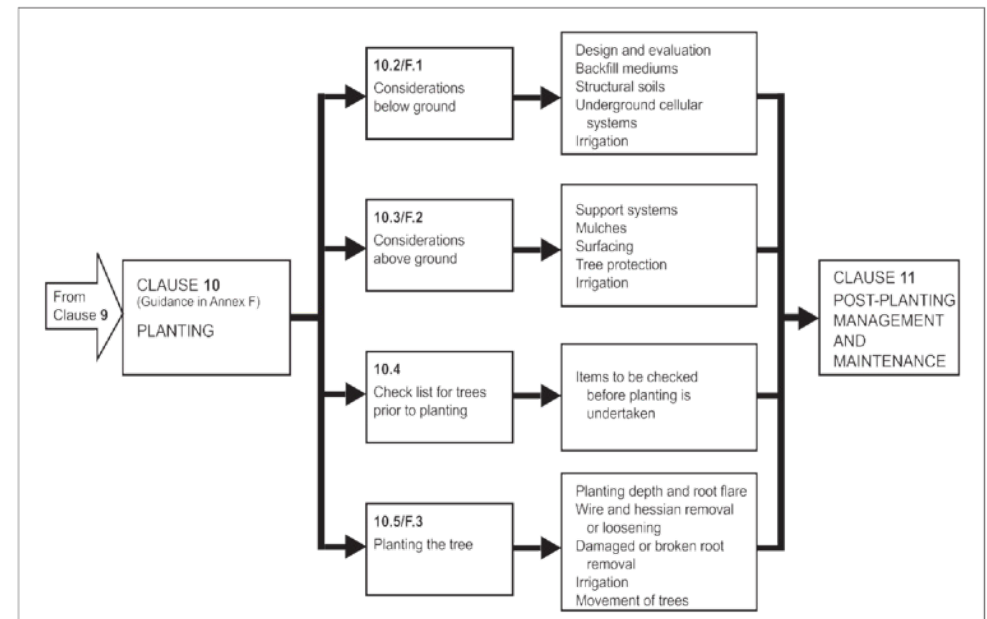 From
Clause 9
CLAUSE 10
(Guidance in Annex F)
PLANTING
10.2/F.1
Considerations
below ground
Design and evaluation
Backfill mediums
Structural soils
Underground cellular
systems
Irrigation
10.3/F.2
Considerations
above ground
Support systems
Mulches
Surfacing
Tree protection
Irrigation
10.4
Check list for trees
prior to planting
Items to be checked
before planting is
undertaken
10.5/F.3
Planting the tree
Planting depth and root flare
Wire and hessian removal
or loosening
Damaged or broken root
removal
Irrigation
Movement of trees
CLAUSE 11
POST-PLANTING
MANAGEMENT
AND
MAINTENANCE